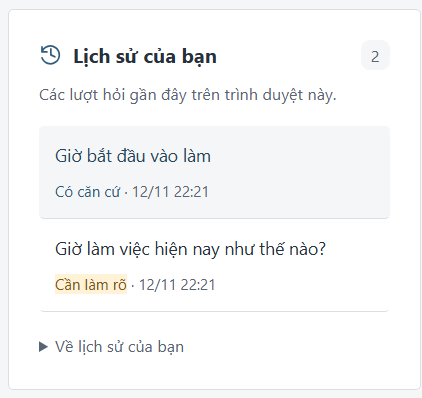 Lịch sử của bạn 2
Các lượt hỏi gần đây trên trình duyệt này.
Giờ bắt đầu vào làm
Có căn cứ · 12/11 22:21
Giờ làm việc hiện nay như thế nào?
Cần làm rõ · 12/11 22:21
Về lịch sử của bạn